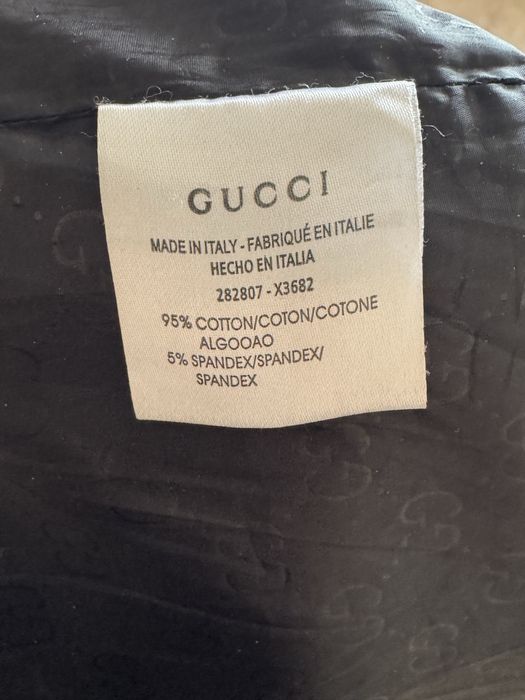 GUCCI
MADE IN ITALY - FABRIQUÉ EN ITALIE
HECHO EN ITALIA
282807 - X3682
95% COTTON/COTON/COTONE
ALGOOAO
5% SPANDEX/SPANDEX/
SPANDEX